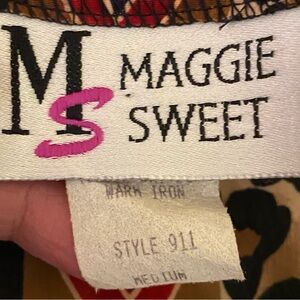 MS MAGGIE
SWEET
WARM IRON
STYLE 911
MEDIUM